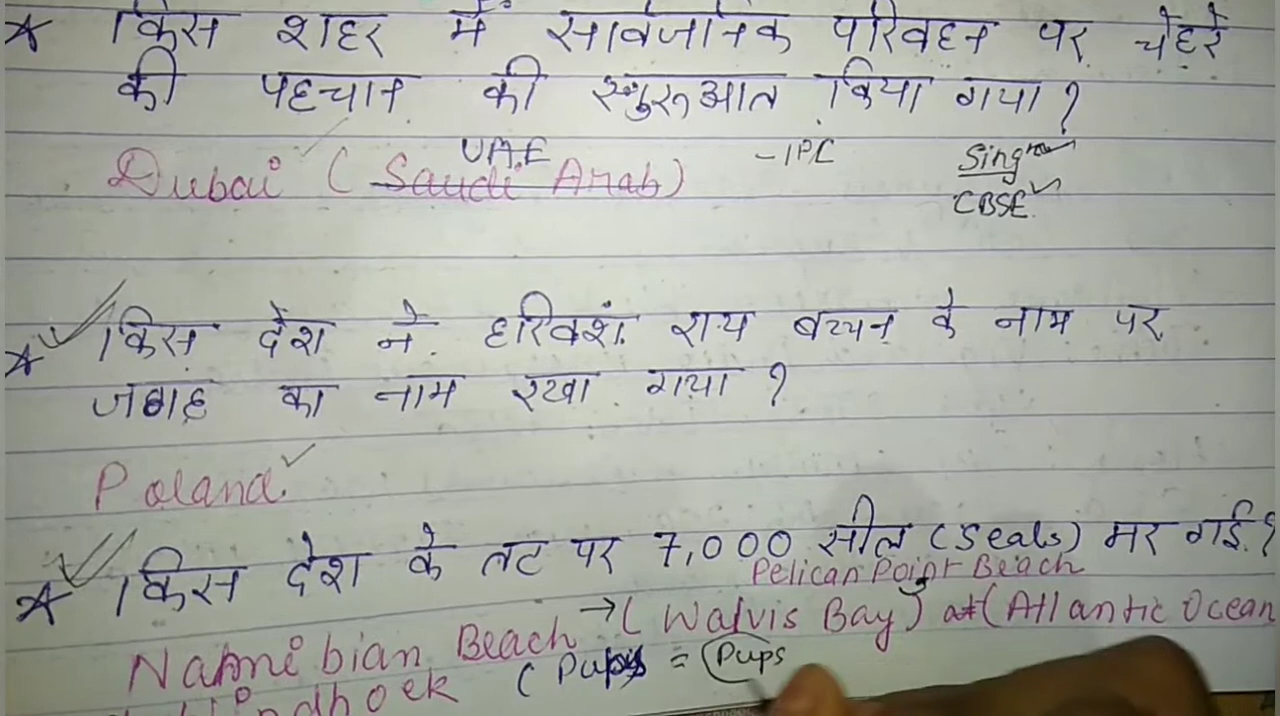 ★ किस शहर में सार्वजनिक परिवहन पर चेहरे
की पहचान की शुरूआत किया गया ?
UAE -IPC Sing
Dubai ( Saudi Arab)
CBSE
★ किस देश ने हरिवशं राय बच्चन के नाम पर
जगह का नाम रखा गया ?
Poland
★ किस देश के तट पर 7,000 सील (Seals) मर गई ?
Pelican Point Beach
Namibian Beach →( Walvis Bay) at (Atlantic Ocean
( Pups = Pups